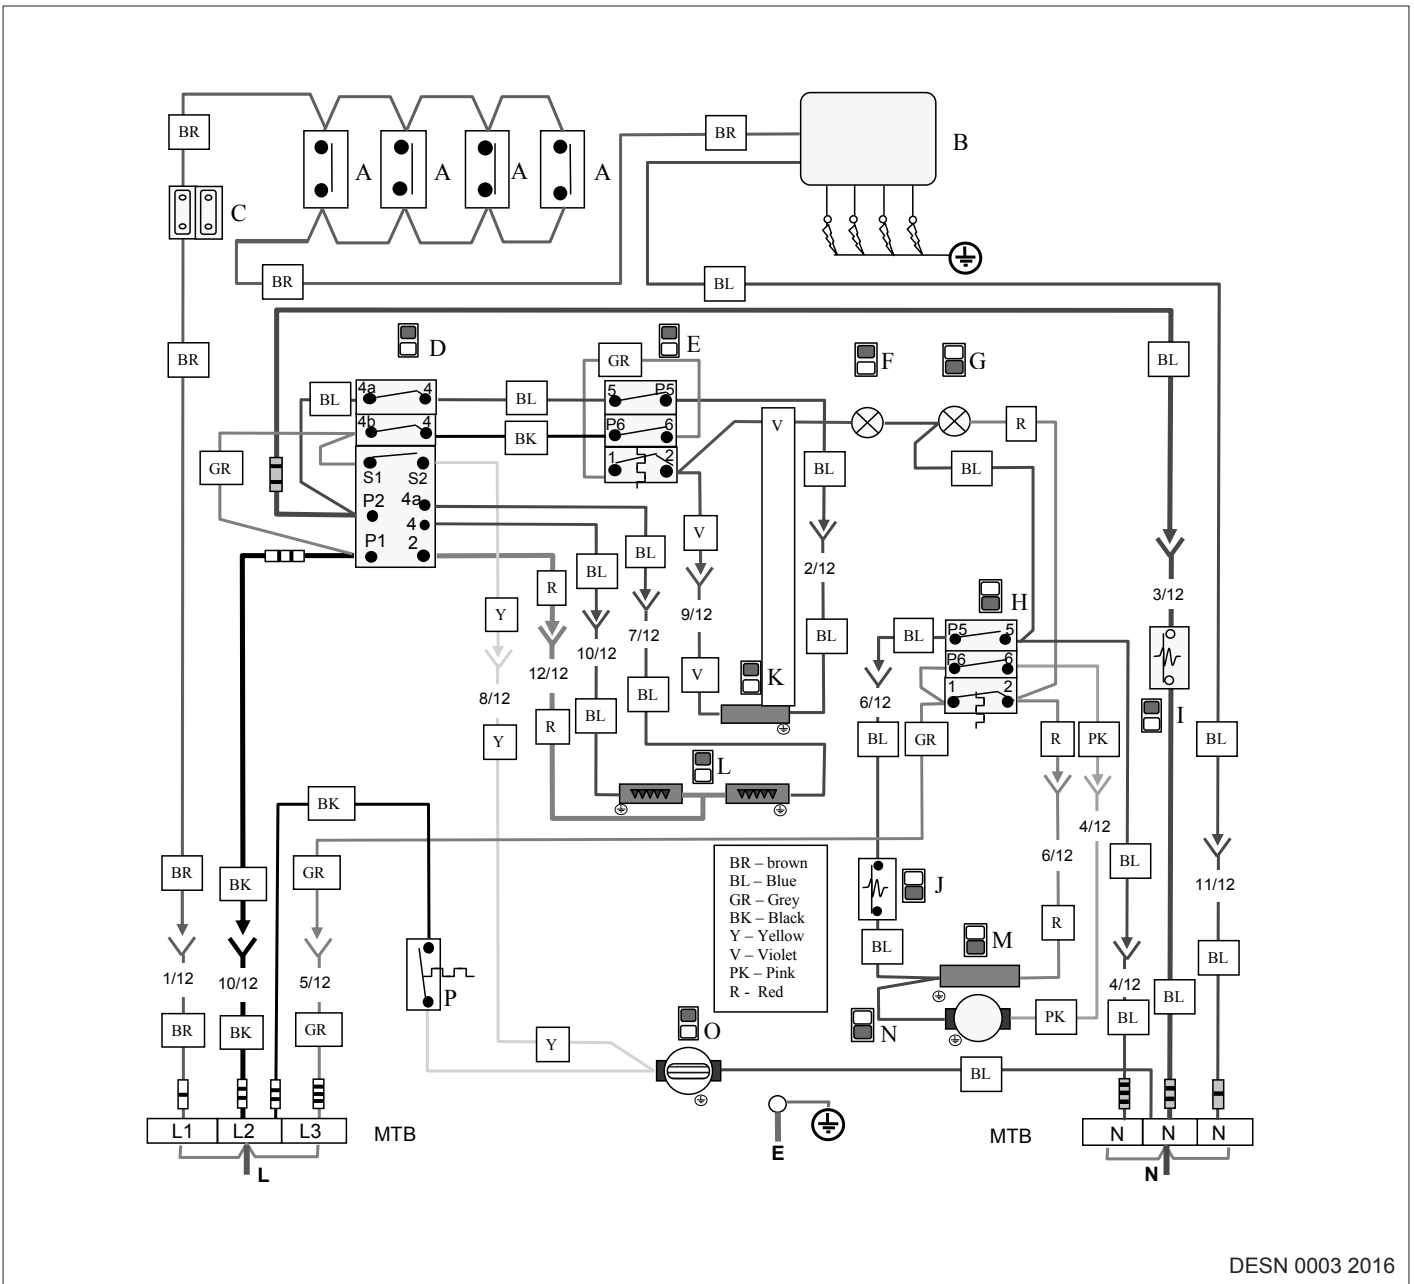 BR
BR
B
BR
A
A
A
A
C
BR
BL
BR
D
E
F
G
BL
GR
4a
4
BL
BL
5
P5
4b
4
BK
P6
6
V
R
GR
1
2
BL
BL
S1
S2
P2
4a
4
P1
2
V
BL
BL
R
2/12
3/12
H
Y
9/12
7/12
10/12
BL
BL
P5
5
12/12
P6
6
8/12
V
K
6/12
1
2
BL
BL
I
R
Y
BL
GR
R
PK
BL
L
BK
4/12
BR – brown
BL – Blue
GR – Grey
BK – Black
Y – Yellow
V – Violet
PK – Pink
R - Red
6/12
BL
BR
BK
GR
J
11/12
R
BL
M
BL
1/12
10/12
5/12
4/12
P
BL
BR
BK
GR
N
PK
BL
O
Y
BL
L1
L2
L3
MTB
MTB
N
N
N
E
L
N
DESN 0003 2016